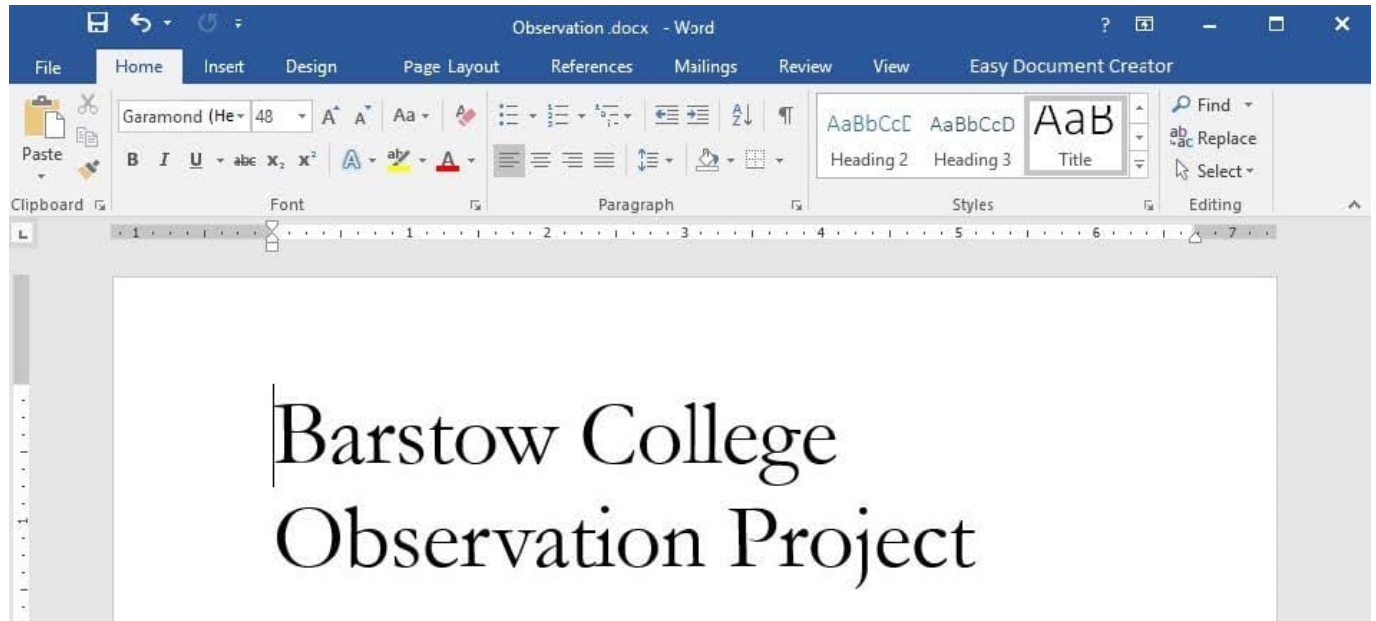 Observation .docx - Word ?
File Home Insert Design Page Layout References Mailings Review View Easy Document Creator
Garamond (He 48 A A Aa AaBbCcD AaBbCcD AaB Find
Paste B I U abc X₂ X² ab A Heading 2 Heading 3 Title Replace
Select
Clipboard Font Paragraph Styles Editing
L 1 1 2 3 4 5 6 7
Barstow College
1
Observation Project